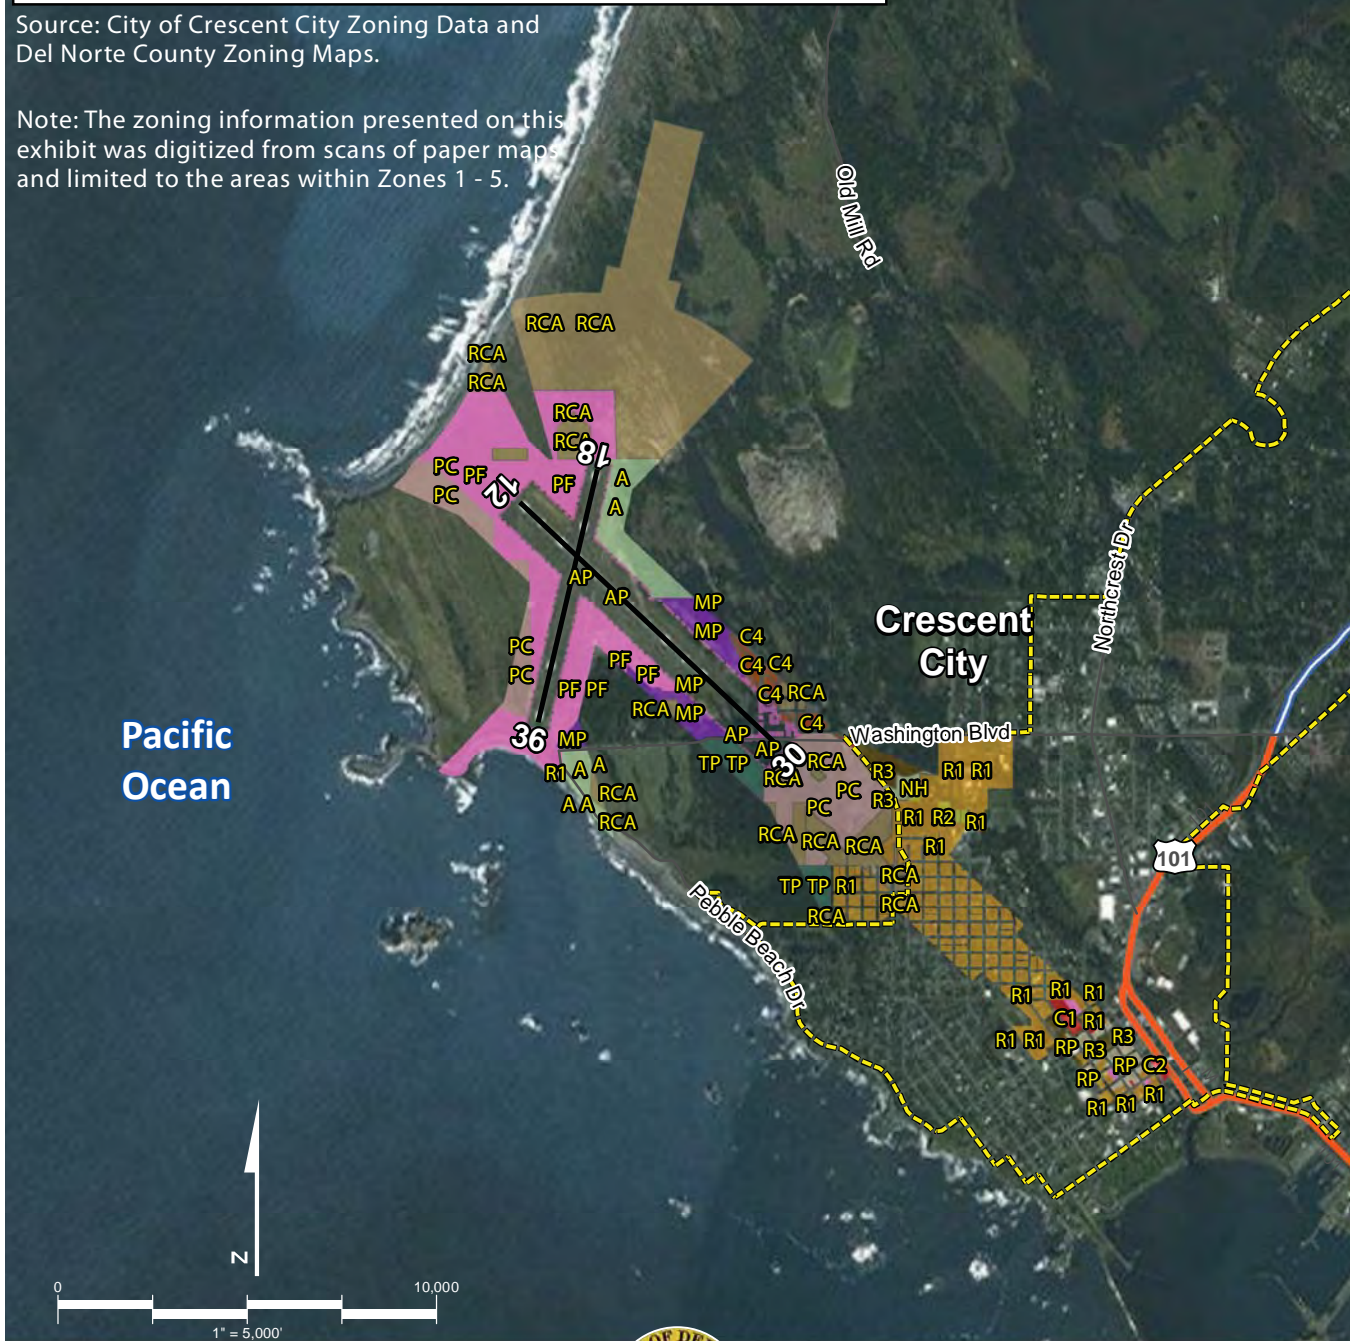 Source: City of Crescent City Zoning Data and
Del Norte County Zoning Maps.
Note: The zoning information presented on this
exhibit was digitized from scans of paper maps
and limited to the areas within Zones 1 - 5.
Old Mill Rd
RCA RCA
RCA
RCA
RCA
RCA
18
PC PF
PC
12
PF
A
A
Northcrest Dr
AP
AP
MP
MP
C4
C4 C4
C4 RCA
C4
Crescent
City
PC
PC
PF
PF
MP
PF PF
RCA MP
36
MP
AP
AP
30
Washington Blvd
Pacific
Ocean
R1 A A
RCA
A A
RCA
TP TP
RCA
RCA
PC
PC
R3
R3
NH
R1 R1
R1 R2 R1
R1
RCA RCA RCA
101
TP TP R1
RCA
RCA
RCA
Pebble Beach Dr
R1 R1 R1
C1 R1
R1 R1 RP R3 R3
RP C2
RP
R1 R1 R1
N
0 10,000
1" = 5,000'
OF DE